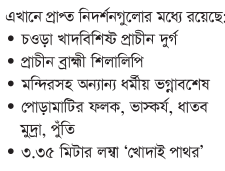 এখানে প্রাপ্ত নিদর্শনগুলোর মধ্যে রয়েছে:
• চওড়া খাদবিশিষ্ট প্রাচীন দুর্গ
• প্রাচীন ব্রাহ্মী শিলালিপি
• মন্দিরসহ অন্যান্য ধর্মীয় ভগ্নাবশেষ
• পোড়ামাটির ফলক, ভাস্কর্য, ধাতব
মুদ্রা, পুঁতি
• ৩.৩৫ মিটার লম্বা ‘খোদাই পাথর’